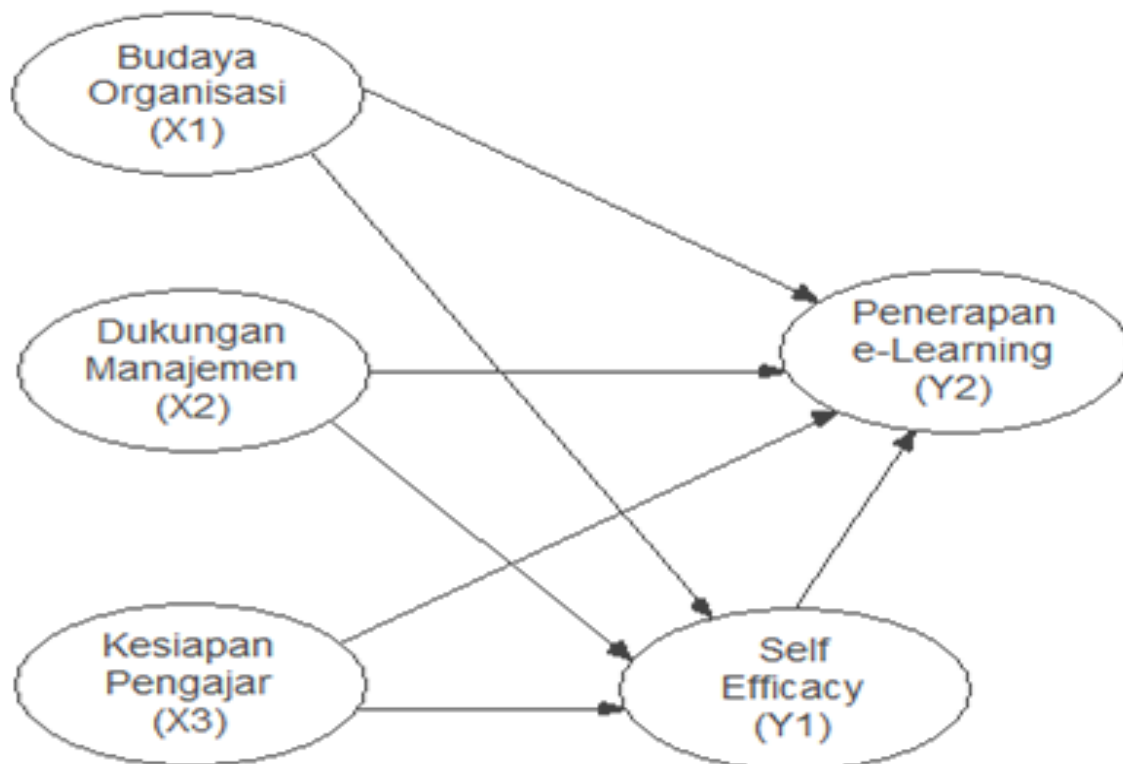 Budaya
Organisasi
(X1)
Dukungan
Manajemen
(X2)
Kesiapan
Pengajar
(X3)
Penerapan
e-Learning
(Y2)
Self
Efficacy
(Y1)